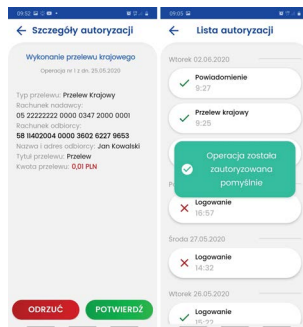 09:02
← Szczegóły autoryzacji
Wykonanie przelewu krajowego
Operacja nr 1 z dn. 25.05.2020
Typ przelewu: Przelew Krajowy
Rachunek nadawcy:
05 22222222 0000 0347 2000 0001
Rachunek odbiorcy:
58 11402004 0000 3602 6227 9653
Nazwa i adres odbiorcy: Jan Kowalski
Tytuł przelewu: Przelew
Kwota przelewu: 0,01 PLN
ODRZUĆ
POTWIERDŹ
09:05
← Lista autoryzacji
Wtorek 02.06.2020
Powiadomienie
9:27
Przelew krajowy
9:25
Operacja została
zautoryzowana
pomyślnie
Logowanie
16:57
Środa 27.05.2020
Logowanie
14:32
Wtorek 26.05.2020
Logowanie
15:22